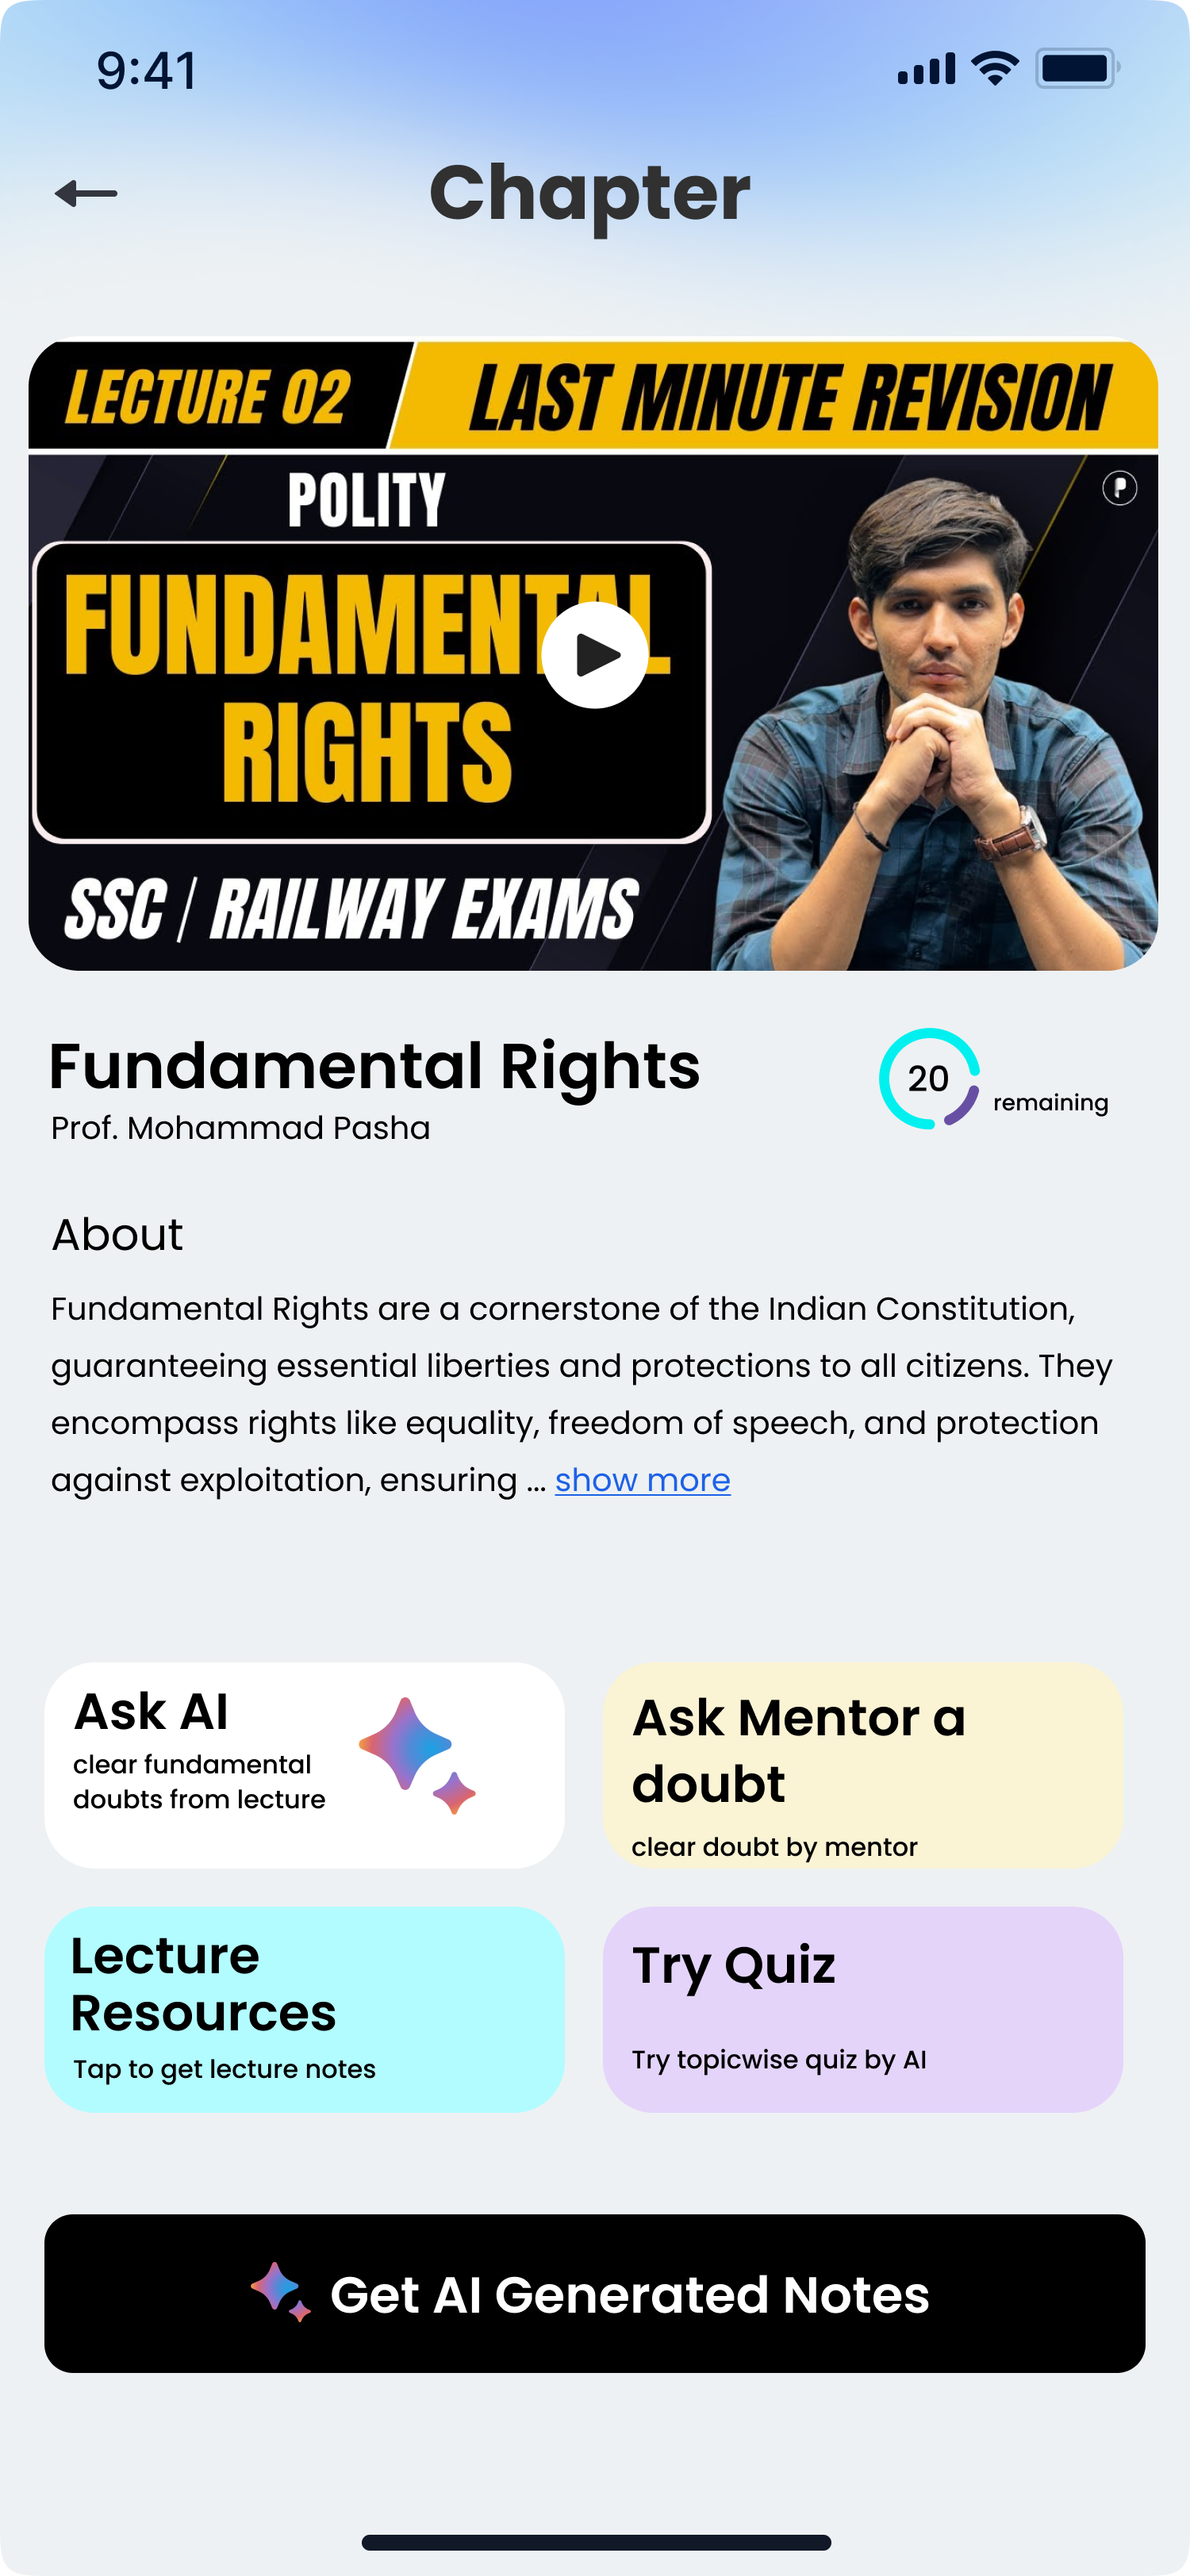 9:41
Chapter
LECTURE 02
LAST MINUTE REVISION
POLITY
P
FUNDAMENTAL
RIGHTS
SSC / RAILWAY EXAMS
Fundamental Rights
20
remaining
Prof. Mohammad Pasha
About
Fundamental Rights are a cornerstone of the Indian Constitution,
guaranteeing essential liberties and protections to all citizens. They
encompass rights like equality, freedom of speech, and protection
against exploitation, ensuring ... show more
Ask AI
clear fundamental
doubts from lecture
Ask Mentor a
doubt
clear doubt by mentor
Lecture
Resources
Tap to get lecture notes
Try Quiz
Try topicwise quiz by AI
Get AI Generated Notes